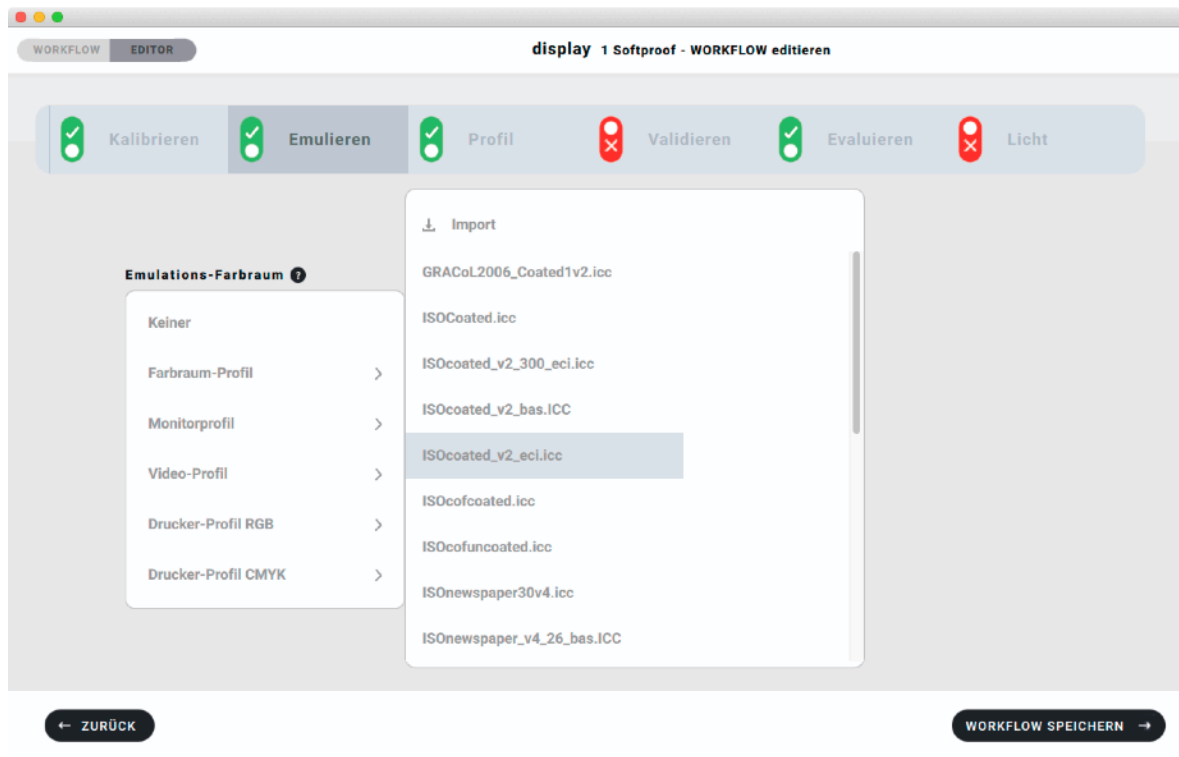 WORKFLOW EDITOR
display 1 Softproof - WORKFLOW editieren
Kalibrieren Emulieren Profil Validieren Evaluieren Licht
Import
Emulations-Farbraum ?
Keiner
Farbraum-Profil
Monitorprofil
Video-Profil
Drucker-Profil RGB
Drucker-Profil CMYK
GRACoL2006_Coated1v2.icc
ISOCoated.icc
ISOcoated_v2_300_eci.icc
ISOcoated_v2_bas.ICC
ISOcoated_v2_eci.icc
ISOcofcoated.icc
ISOcofuncoated.icc
ISOnewspaper30v4.icc
ISOnewspaper_v4_26_bas.ICC
← ZURÜCK
WORKFLOW SPEICHERN →